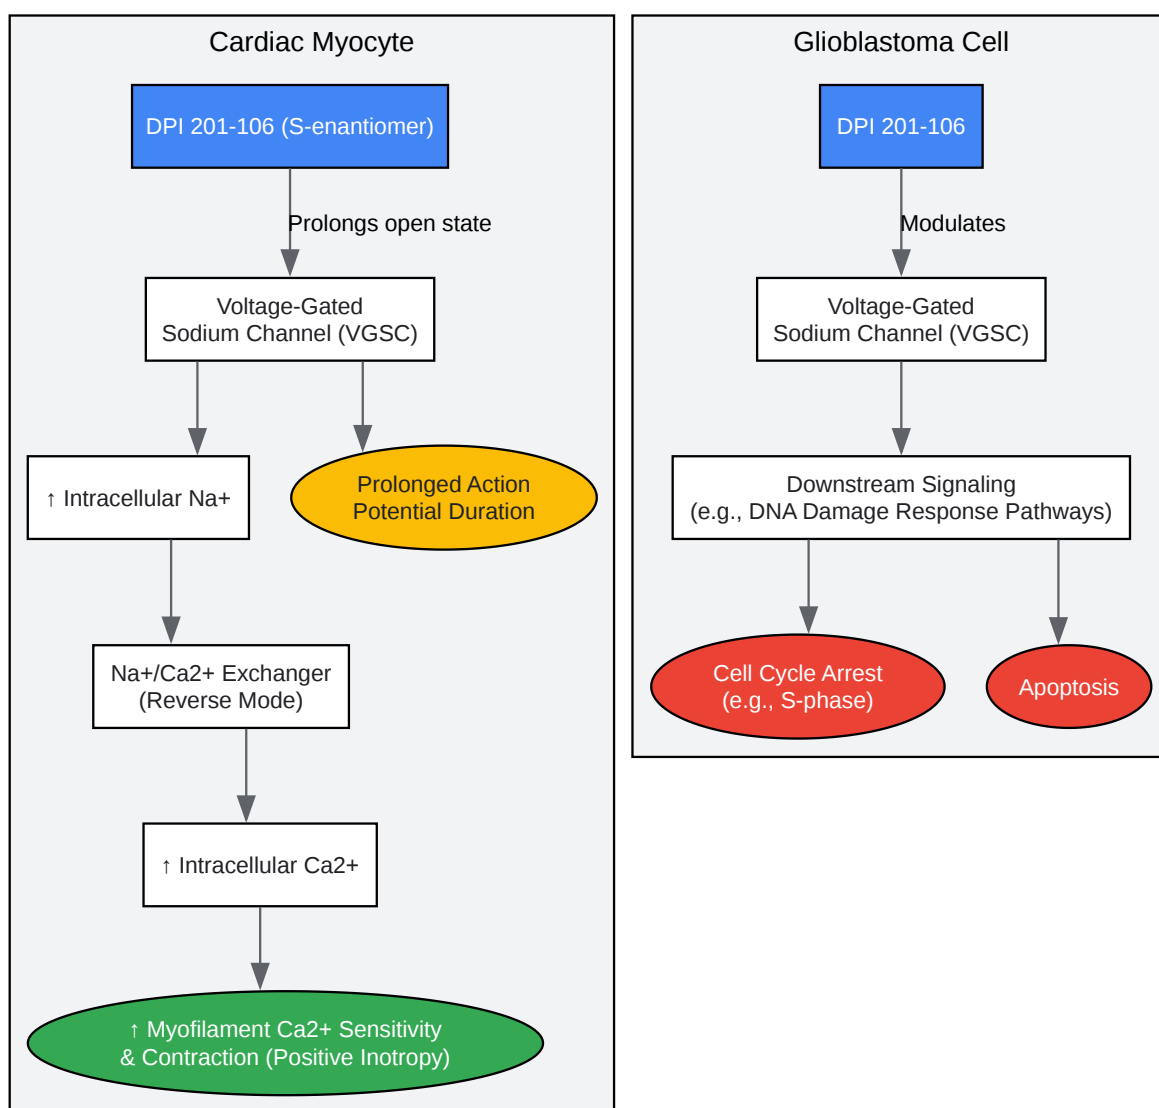 Cardiac Myocyte
DPI 201-106 (S-enantiomer)
Prolongs open state
Voltage-Gated
Sodium Channel (VGSC)
↑ Intracellular Na+
Prolonged Action
Potential Duration
Na+/Ca2+ Exchanger
(Reverse Mode)
↑ Intracellular Ca2+
↑ Myofilament Ca2+ Sensitivity
& Contraction (Positive Inotropy)
Glioblastoma Cell
DPI 201-106
Modulates
Voltage-Gated
Sodium Channel (VGSC)
Downstream Signaling
(e.g., DNA Damage Response Pathways)
Cell Cycle Arrest
(e.g., S-phase)
Apoptosis